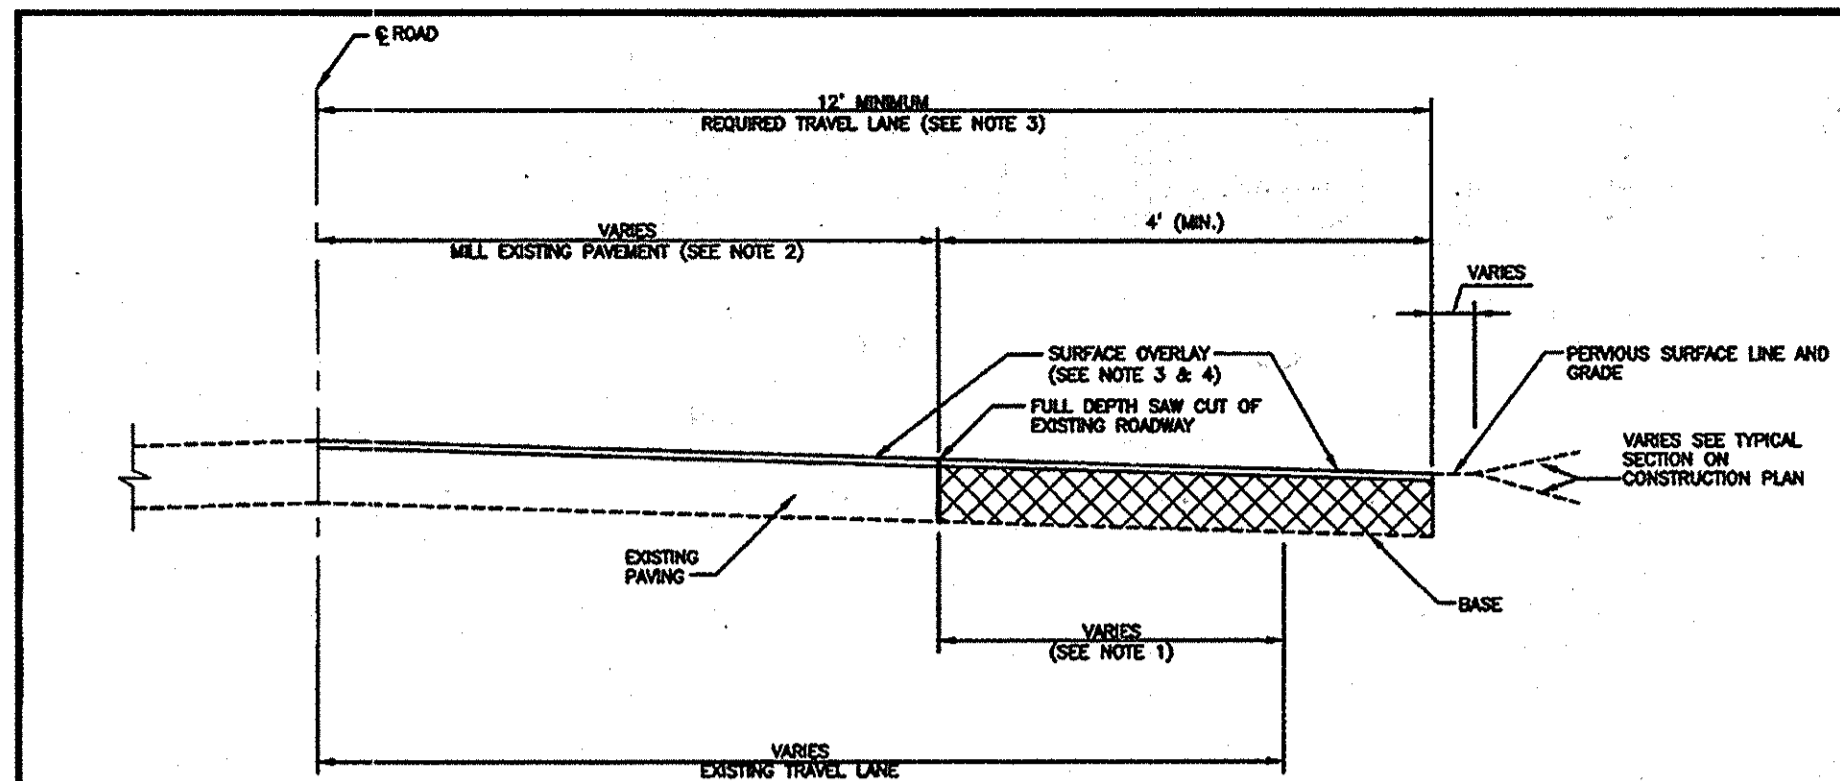 ℄ ROAD
12' MINIMUM
REQUIRED TRAVEL LANE (SEE NOTE 3)
VARIES
MILL EXISTING PAVEMENT (SEE NOTE 2)
4' (MIN.)
VARIES
SURFACE OVERLAY
(SEE NOTE 3 & 4)
PERVIOUS SURFACE LINE AND
GRADE
FULL DEPTH SAW CUT OF
EXISTING ROADWAY
VARIES SEE TYPICAL
SECTION ON
CONSTRUCTION PLAN
EXISTING
PAVING
BASE
VARIES
(SEE NOTE 1)
VARIES
EXISTING TRAVEL LANE